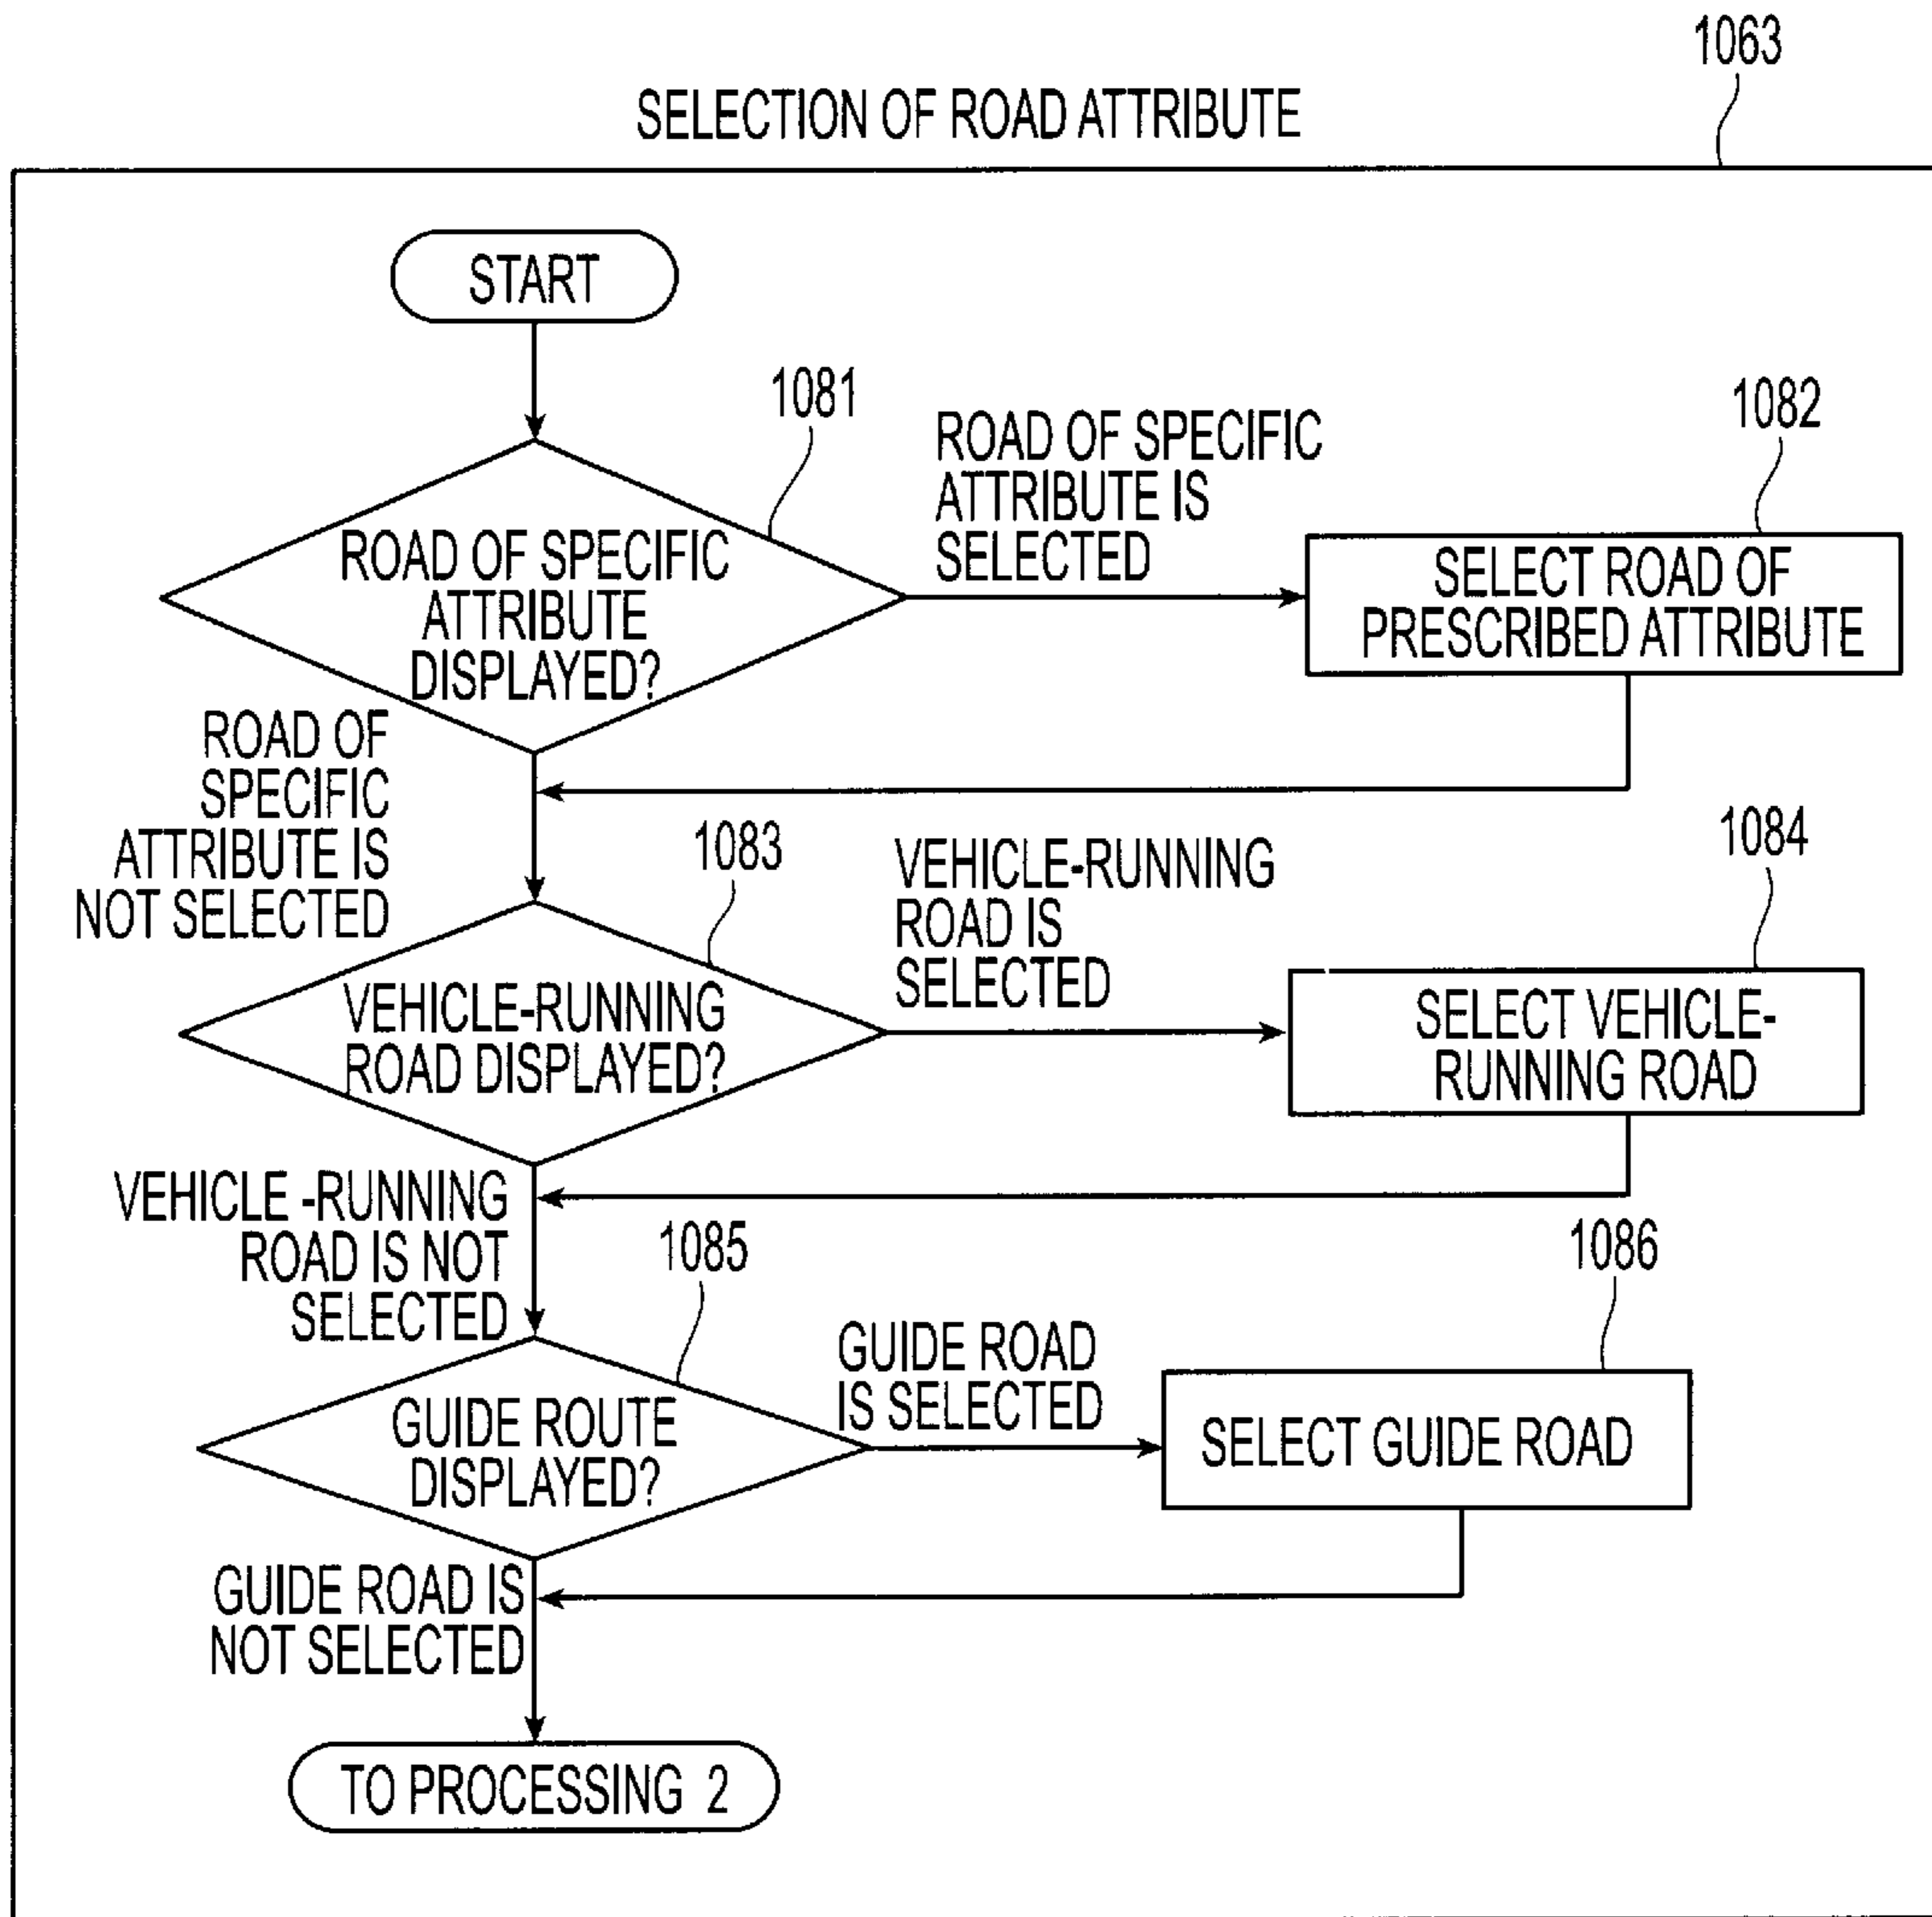 1063
SELECTION OF ROAD ATTRIBUTE
START
1081
ROAD OF SPECIFIC
ATTRIBUTE IS
SELECTED
1082
ROAD OF SPECIFIC
ATTRIBUTE
DISPLAYED?
SELECT ROAD OF
PRESCRIBED ATTRIBUTE
ROAD OF
SPECIFIC
ATTRIBUTE IS
NOT SELECTED
1083
VEHICLE-RUNNING
ROAD IS
SELECTED
1084
VEHICLE-RUNNING
ROAD DISPLAYED?
SELECT VEHICLE-
RUNNING ROAD
VEHICLE -RUNNING
ROAD IS NOT
SELECTED
1085
GUIDE ROAD
IS SELECTED
1086
GUIDE ROUTE
DISPLAYED?
SELECT GUIDE ROAD
GUIDE ROAD IS
NOT SELECTED
TO PROCESSING 2